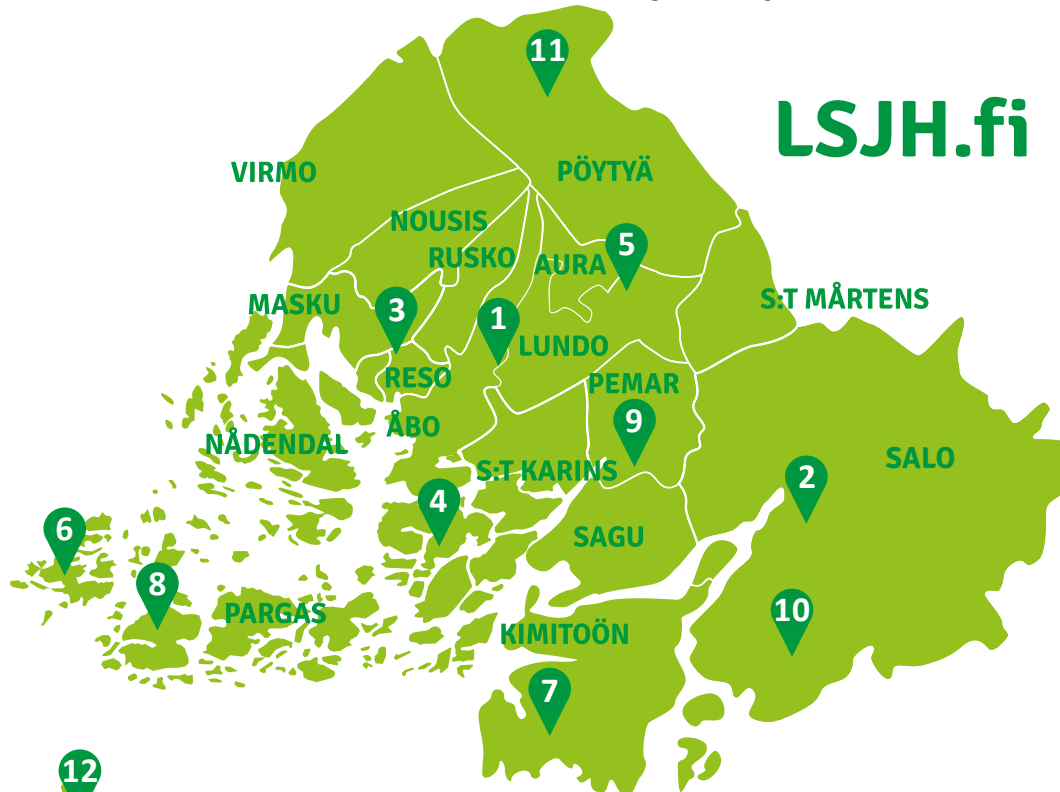 11
LSJH.fi
VIRMO
PÖYTYÄ
NOUSIS
5
RUSKO
AURA
MASKU
3
1
S:T MÅRTENS
LUNDO
RESO
PEMAR
ÅBO
9
NÅDENDAL
S:T KARINS
SALO
2
4
6
SAGU
8
PARGAS
10
KIMITOÖN
7
12